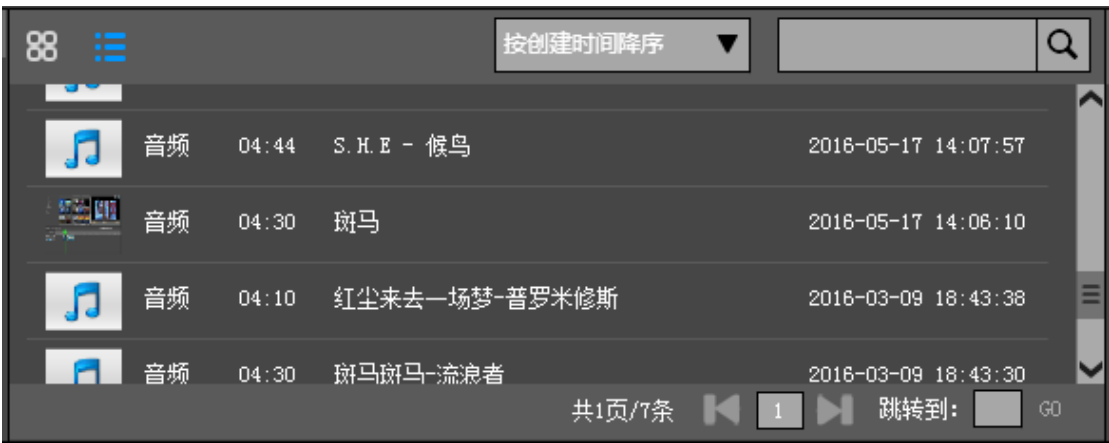 按创建时间降序 ▼
音频 04:44 S.H.E - 候鸟 2016-05-17 14:07:57
音频 04:30 斑马 2016-05-17 14:06:10
音频 04:10 红尘来去一场梦-普罗米修斯 2016-03-09 18:43:38
音频 04:30 斑马斑马-流浪者 2016-03-09 18:43:30
共1页/7条 1 跳转到: GO